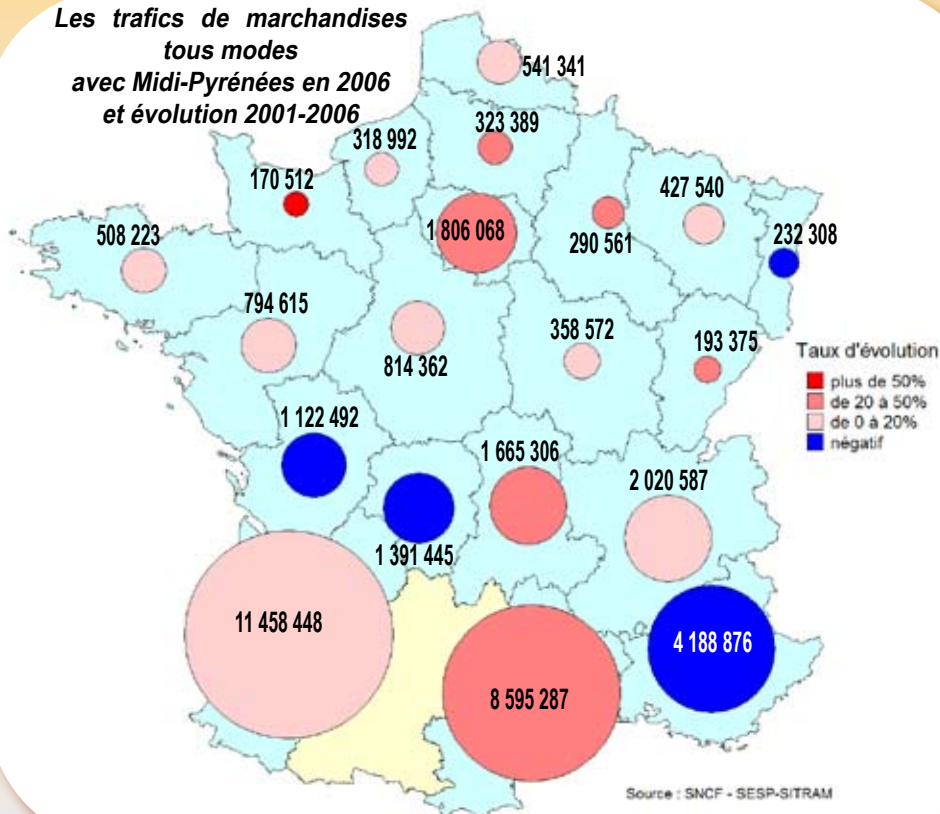 Les trafics de marchandises
tous modes
avec Midi-Pyrénées en 2006
et évolution 2001-2006
541 341
323 389
318 992
170 512
427 540
1 806 068
508 223
290 561
232 308
794 615
358 572
193 375
814 362
Taux d'évolution
plus de 50%
de 20 à 50%
de 0 à 20%
négatif
1 122 492
1 665 306
2 020 587
1 391 445
11 458 448
4 188 876
8 595 287
Source : SNCF - SESP-SITRAM